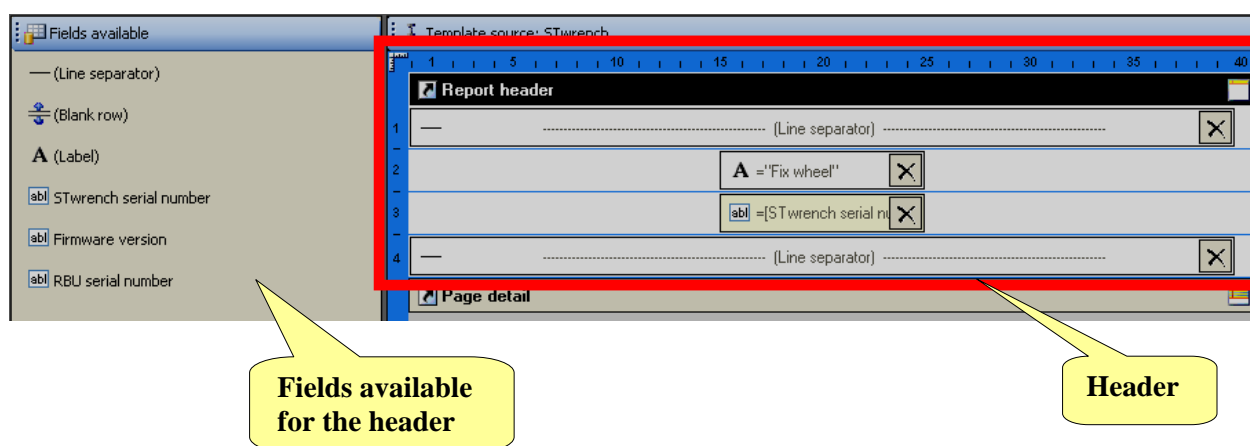 Fields available
(Line separator)
(Blank row)
A (Label)
abl STwrench serial number
abl Firmware version
abl RBU serial number
Template source: STwrench
1 5 10 15 20 25 30 35 40
Report header
1 (Line separator)
2 A ="Fix wheel"
3 abl =[STwrench serial nu
4 (Line separator)
Page detail
Fields available
for the header
Header